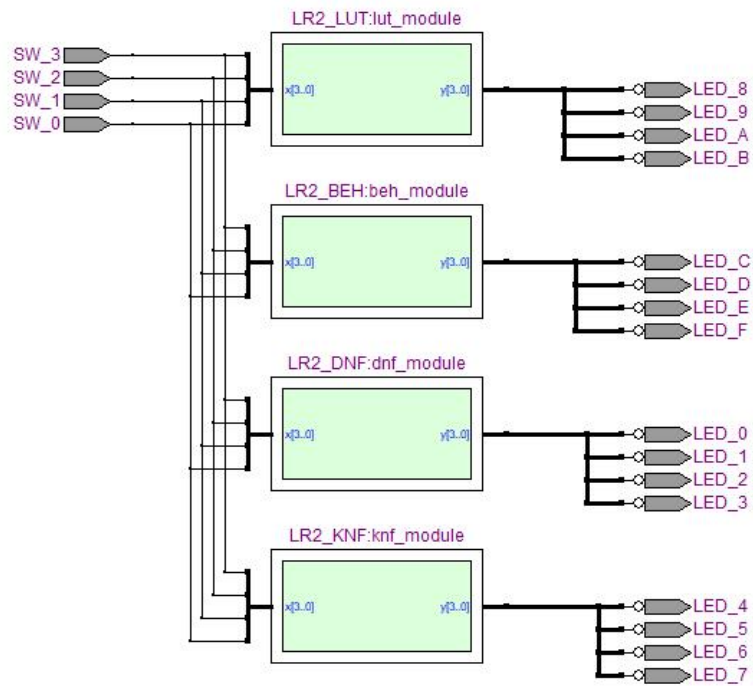 LR2_LUT:lut_module
SW_3
SW_2
SW_1
SW_0
x[3..0]
y[3..0]
LED_8
LED_9
LED_A
LED_B
LR2_BEH:beh_module
x[3..0]
y[3..0]
LED_C
LED_D
LED_E
LED_F
LR2_DNF:dnf_module
x[3..0]
y[3..0]
LED_0
LED_1
LED_2
LED_3
LR2_KNF:knf_module
x[3..0]
y[3..0]
LED_4
LED_5
LED_6
LED_7